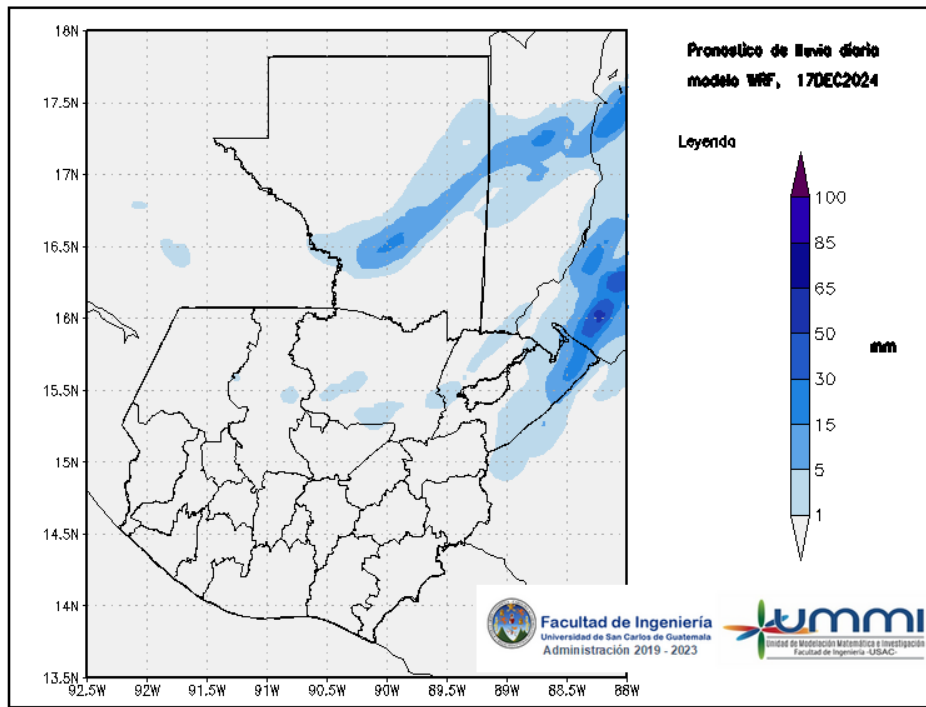 Pronostico de lluvia diaria
modelo WRF, 17DEC2024
Leyenda
100
85
65
50
30
15
5
1
mm
18N
17.5N
17N
16.5N
16N
15.5N
15N
14.5N
14N
13.5N
92.5W 92W 91.5W 91W 90.5W 90W 89.5W 89W 88.5W 88W
Facultad de Ingeniería
Universidad de San Carlos de Guatemala
Administración 2019 - 2023
ummi
Unidad de Modelación Matemática e Investigación
Facultad de Ingeniería -USAC-